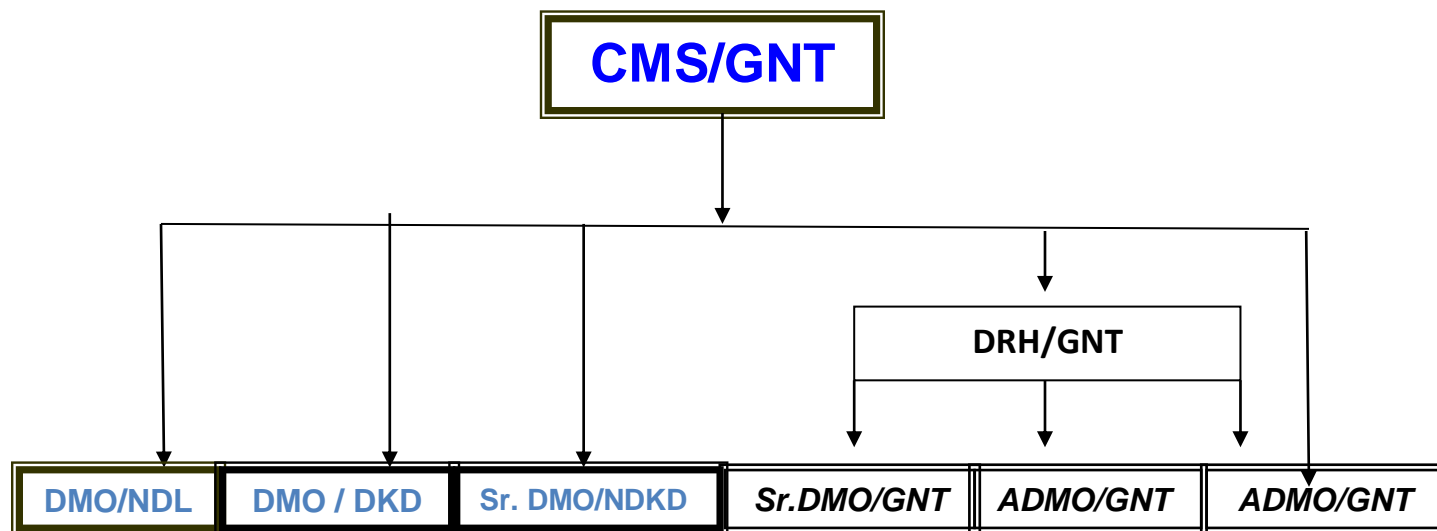 CMS/GNT
DRH/GNT
DMO/NDL
DMO / DKD
Sr. DMO/NDKD
Sr.DMO/GNT
ADMO/GNT
ADMO/GNT